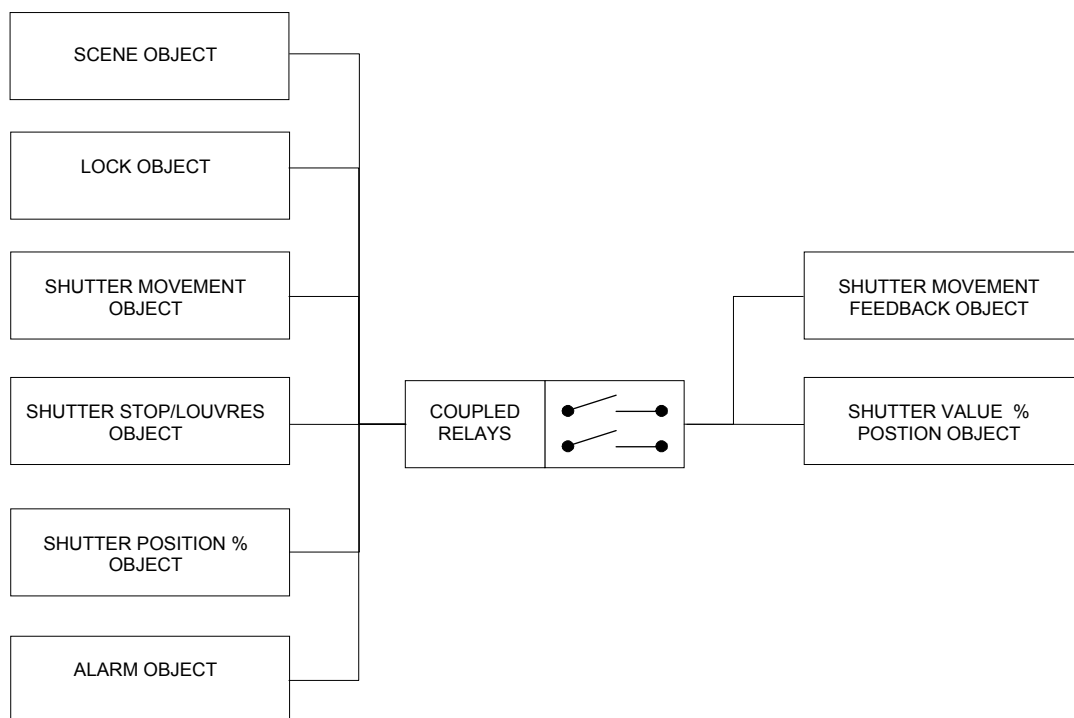 SCENE OBJECT
LOCK OBJECT
SHUTTER MOVEMENT
OBJECT
SHUTTER STOP/LOUVRES
OBJECT
SHUTTER POSITION %
OBJECT
ALARM OBJECT
COUPLED
RELAYS
SHUTTER MOVEMENT
FEEDBACK OBJECT
SHUTTER VALUE %
POSTION OBJECT